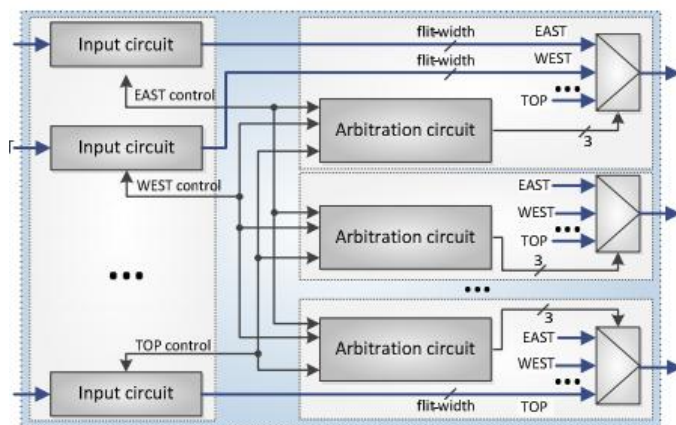 Input circuit
flit-width
EAST
flit-width
WEST
EAST control
•••
TOP
Arbitration circuit
3
Input circuit
WEST control
EAST
WEST
•••
TOP
Arbitration circuit
3
•••
•••
3
TOP control
Arbitration circuit
EAST
WEST
•••
Input circuit
flit-width
TOP